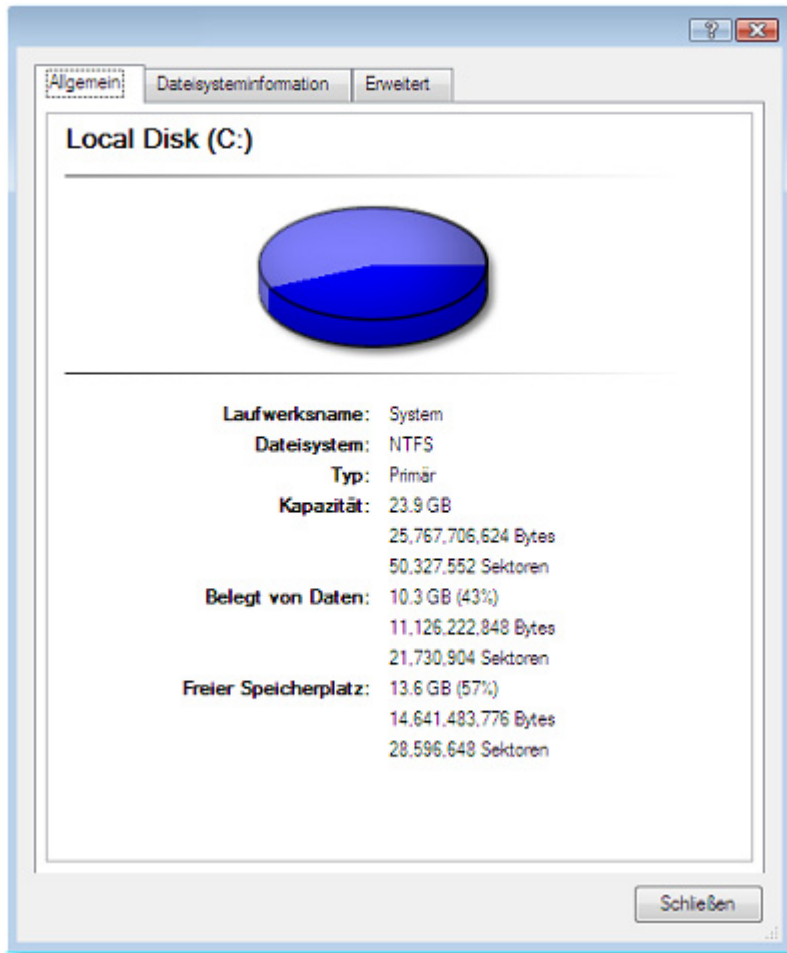 Allgemein Dateisysteminformation Erweitert
Local Disk (C:)
Laufwerksname: System
Dateisystem: NTFS
Typ: Primär
Kapazität: 23.9 GB
25,767,706,624 Bytes
50,327,552 Sektoren
Belegt von Daten: 10.3 GB (43%)
11,126,222,848 Bytes
21,730,904 Sektoren
Freier Speicherplatz: 13.6 GB (57%)
14,641,483,776 Bytes
28,596,648 Sektoren
Schließen